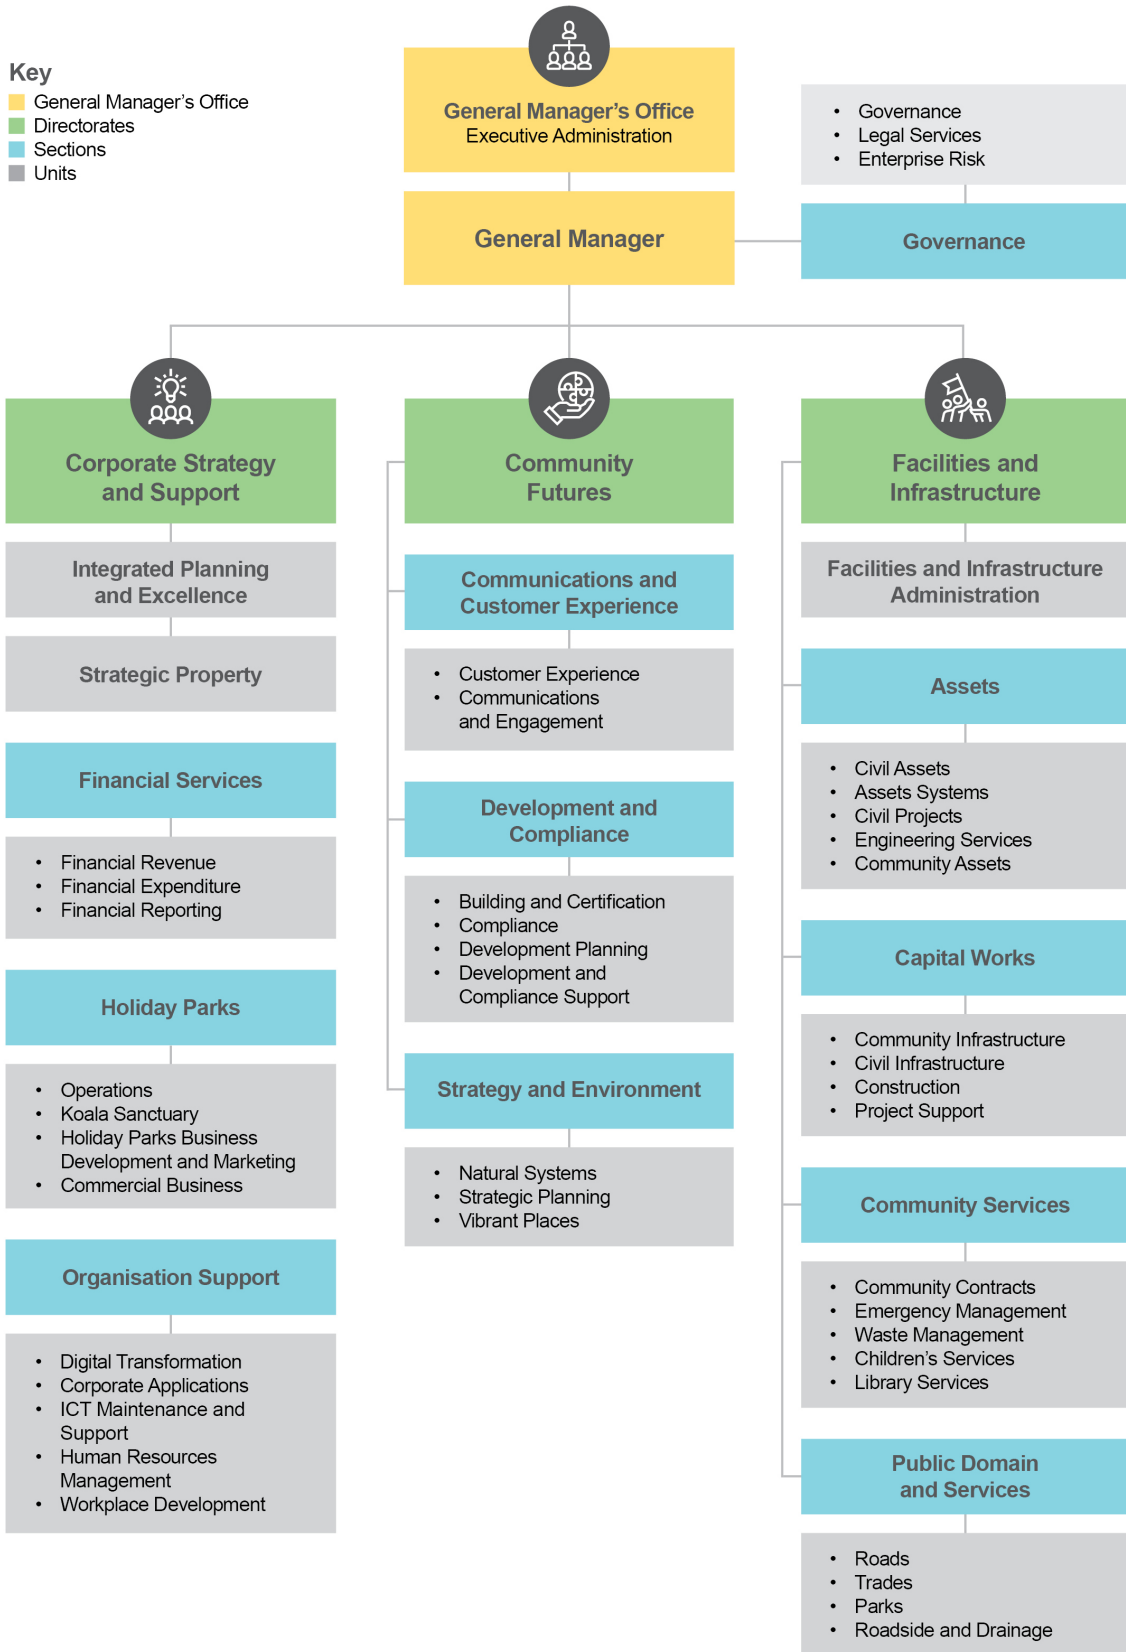 Key
General Manager's Office
Directorates
Sections
Units
General Manager's Office
Executive Administration
General Manager
• Governance
• Legal Services
• Enterprise Risk
Governance
Corporate Strategy
and Support
Integrated Planning
and Excellence
Strategic Property
Financial Services
• Financial Revenue
• Financial Expenditure
• Financial Reporting
Holiday Parks
• Operations
• Koala Sanctuary
• Holiday Parks Business
Development and Marketing
• Commercial Business
Organisation Support
• Digital Transformation
• Corporate Applications
• ICT Maintenance and
Support
• Human Resources
Management
• Workplace Development
Community
Futures
Communications and
Customer Experience
• Customer Experience
• Communications
and Engagement
Development and
Compliance
• Building and Certification
• Compliance
• Development Planning
• Development and
Compliance Support
Strategy and Environment
• Natural Systems
• Strategic Planning
• Vibrant Places
Facilities and
Infrastructure
Facilities and Infrastructure
Administration
Assets
• Civil Assets
• Assets Systems
• Civil Projects
• Engineering Services
• Community Assets
Capital Works
• Community Infrastructure
• Civil Infrastructure
• Construction
• Project Support
Community Services
• Community Contracts
• Emergency Management
• Waste Management
• Children's Services
• Library Services
Public Domain
and Services
• Roads
• Trades
• Parks
• Roadside and Drainage